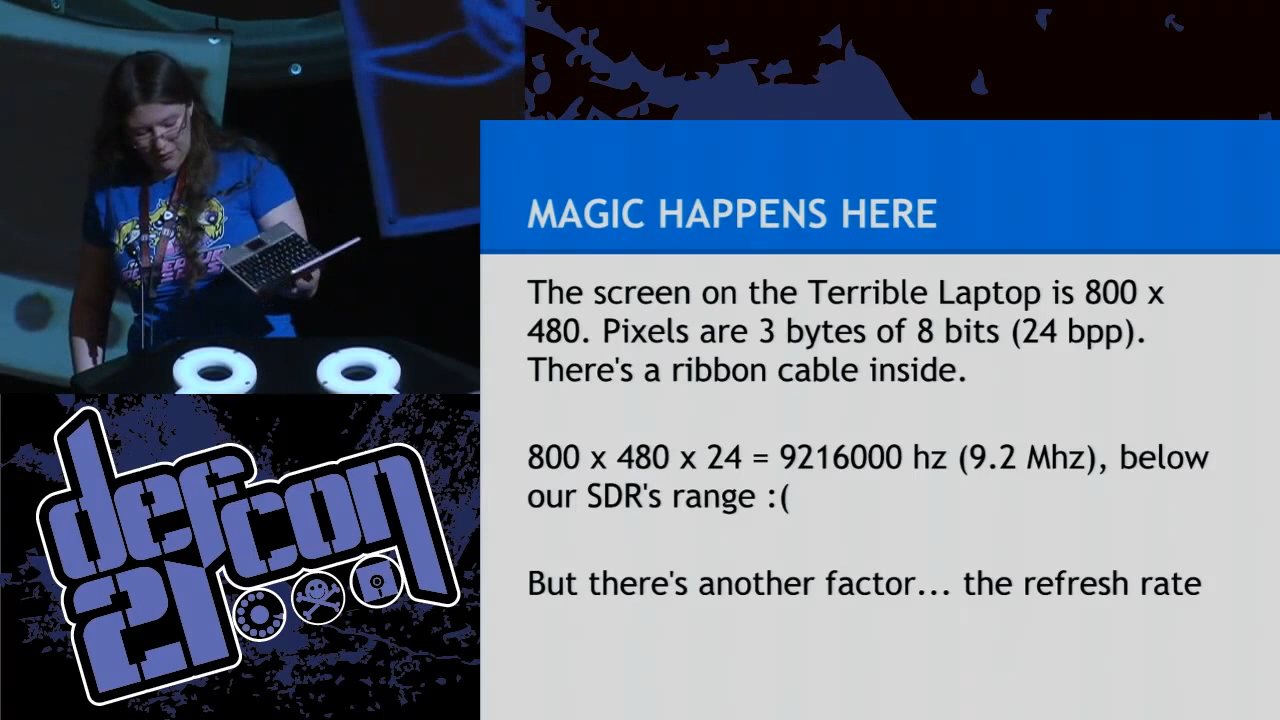 MAGIC HAPPENS HERE
The screen on the Terrible Laptop is 800 x
480. Pixels are 3 bytes of 8 bits (24 bpp).
There's a ribbon cable inside.
800 x 480 x 24 = 9216000 hz (9.2 Mhz), below
our SDR's range :(
But there's another factor... the refresh rate
defcon
21